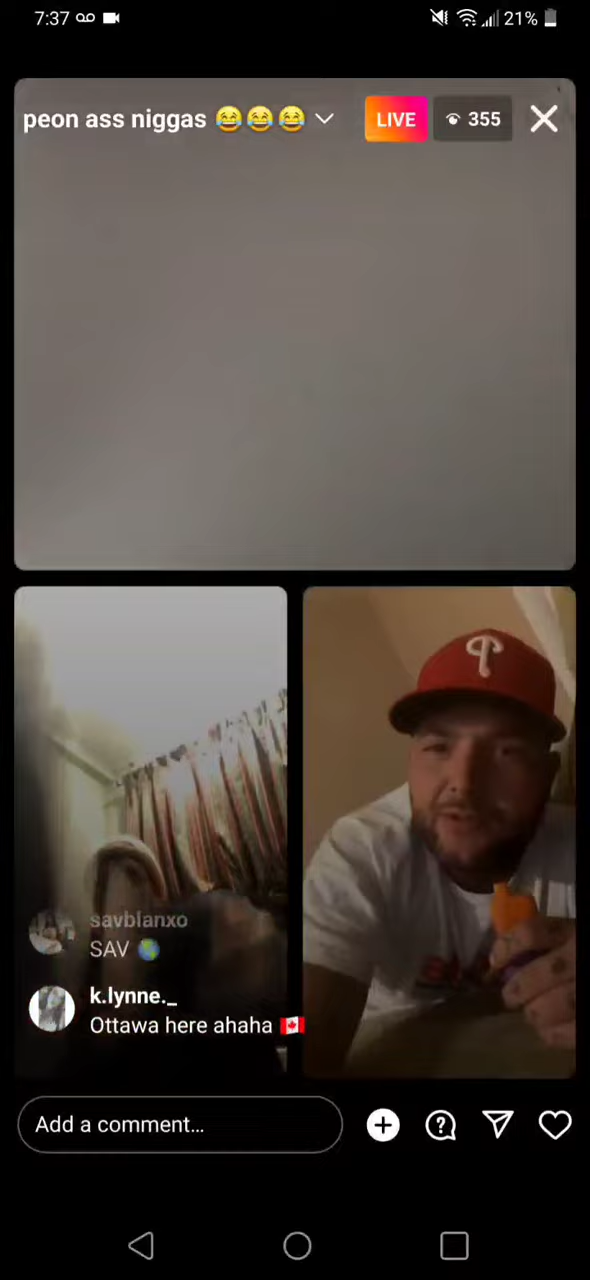 7:37 21%
peon ass niggas 😂😂😂 LIVE 355
P
savblanxo
SAV 🌎
k.lynne._
Ottawa here ahaha 🇨🇦
Add a comment...